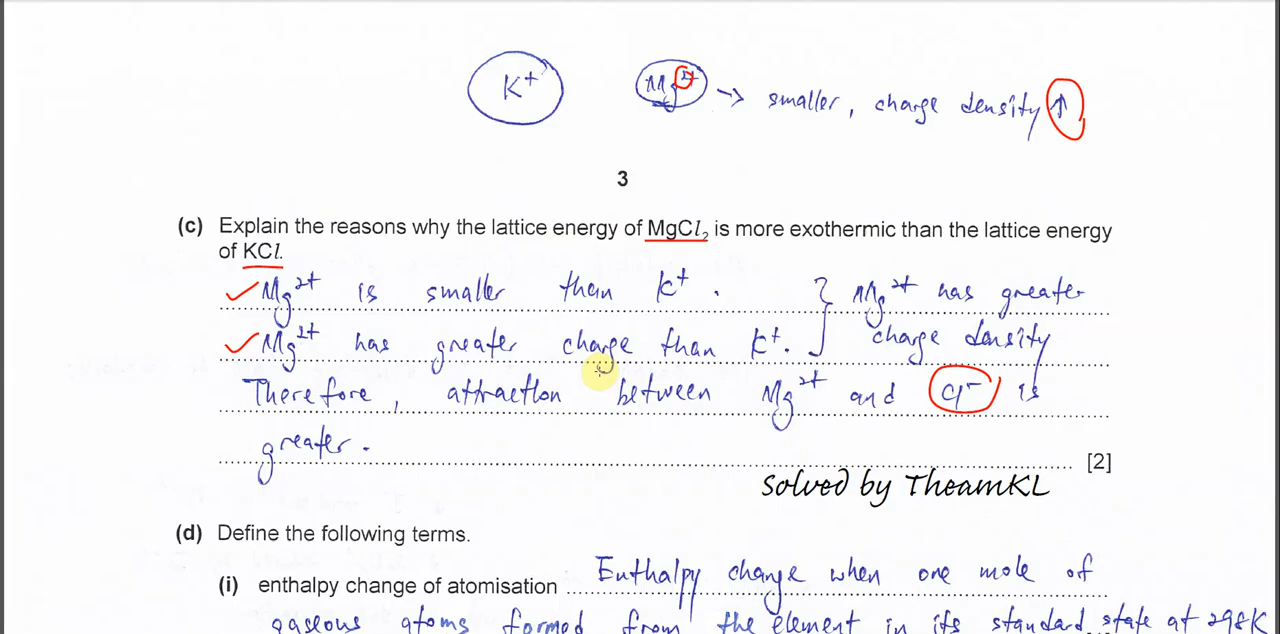 K⁺ Mg²⁺ → smaller, charge density ↑
3
(c) Explain the reasons why the lattice energy of MgCl₂ is more exothermic than the lattice energy
of KCl.
Mg²⁺ is smaller than K⁺. } Mg²⁺ has greater
Mg²⁺ has greater charge than K⁺. charge density
Therefore, attraction between Mg²⁺ and Cl⁻ is
greater.
[2]
Solved by TheamKL
(d) Define the following terms.
(i) enthalpy change of atomisation Enthalpy change when one mole of
gaseous atoms formed from the element in its standard state at 298K